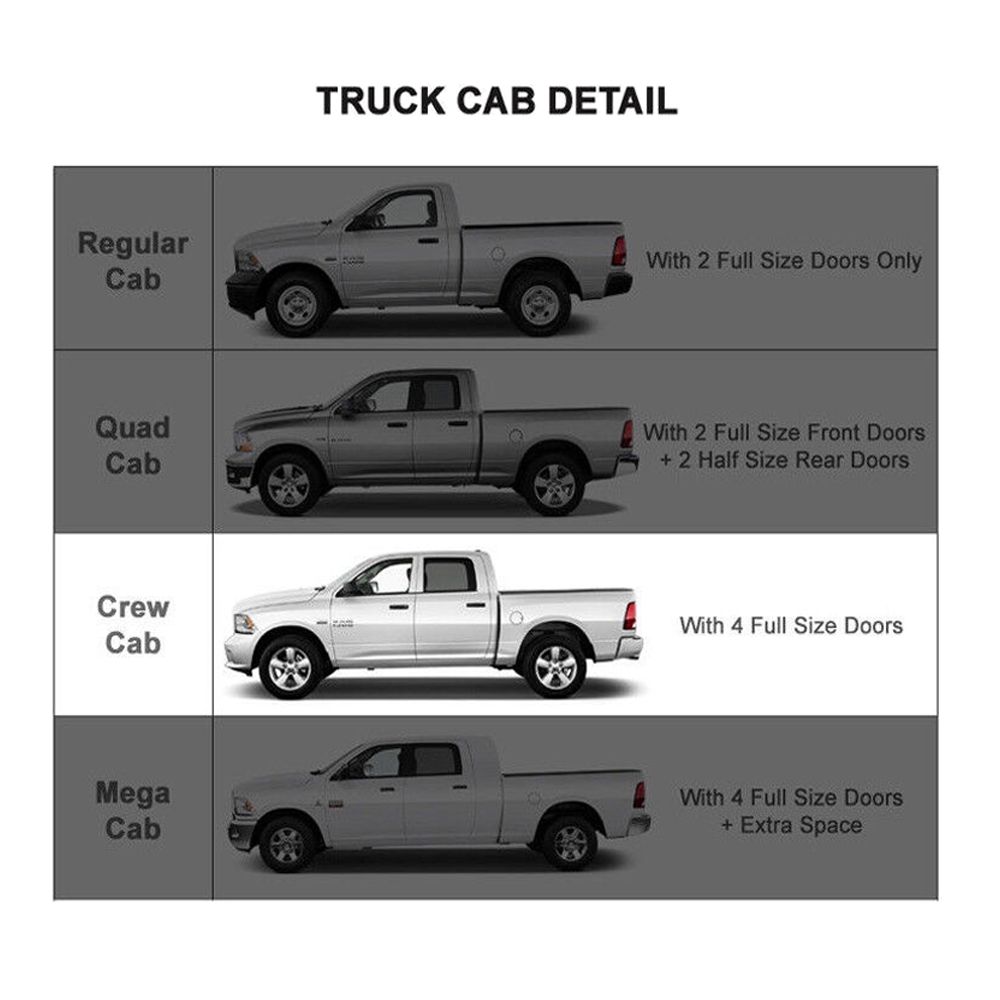 TRUCK CAB DETAIL
Regular
Cab
With 2 Full Size Doors Only
Quad
Cab
With 2 Full Size Front Doors
+ 2 Half Size Rear Doors
Crew
Cab
With 4 Full Size Doors
Mega
Cab
With 4 Full Size Doors
+ Extra Space